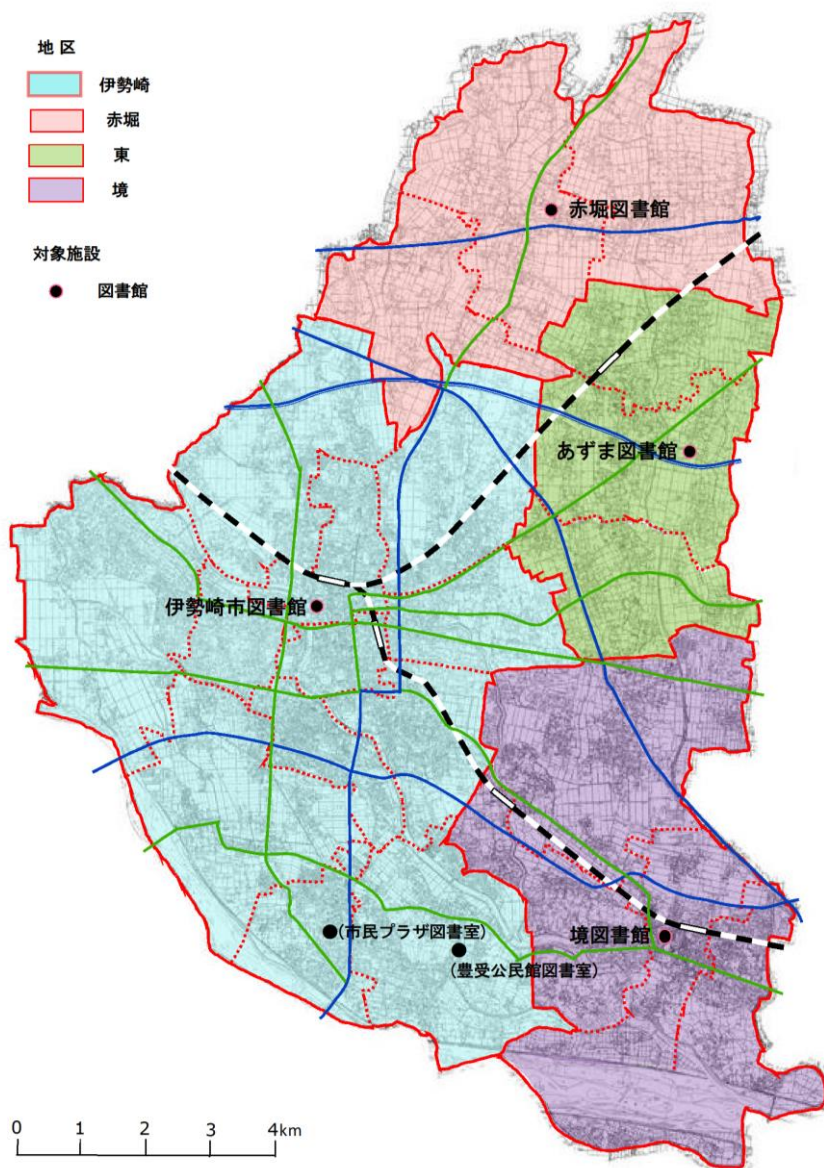 地区
伊勢崎
赤堀
東
境
対象施設
図書館
赤堀図書館
あずま図書館
伊勢崎市図書館
(市民プラザ図書室)
境図書館
(豊受公民館図書室)
0 1 2 3 4km